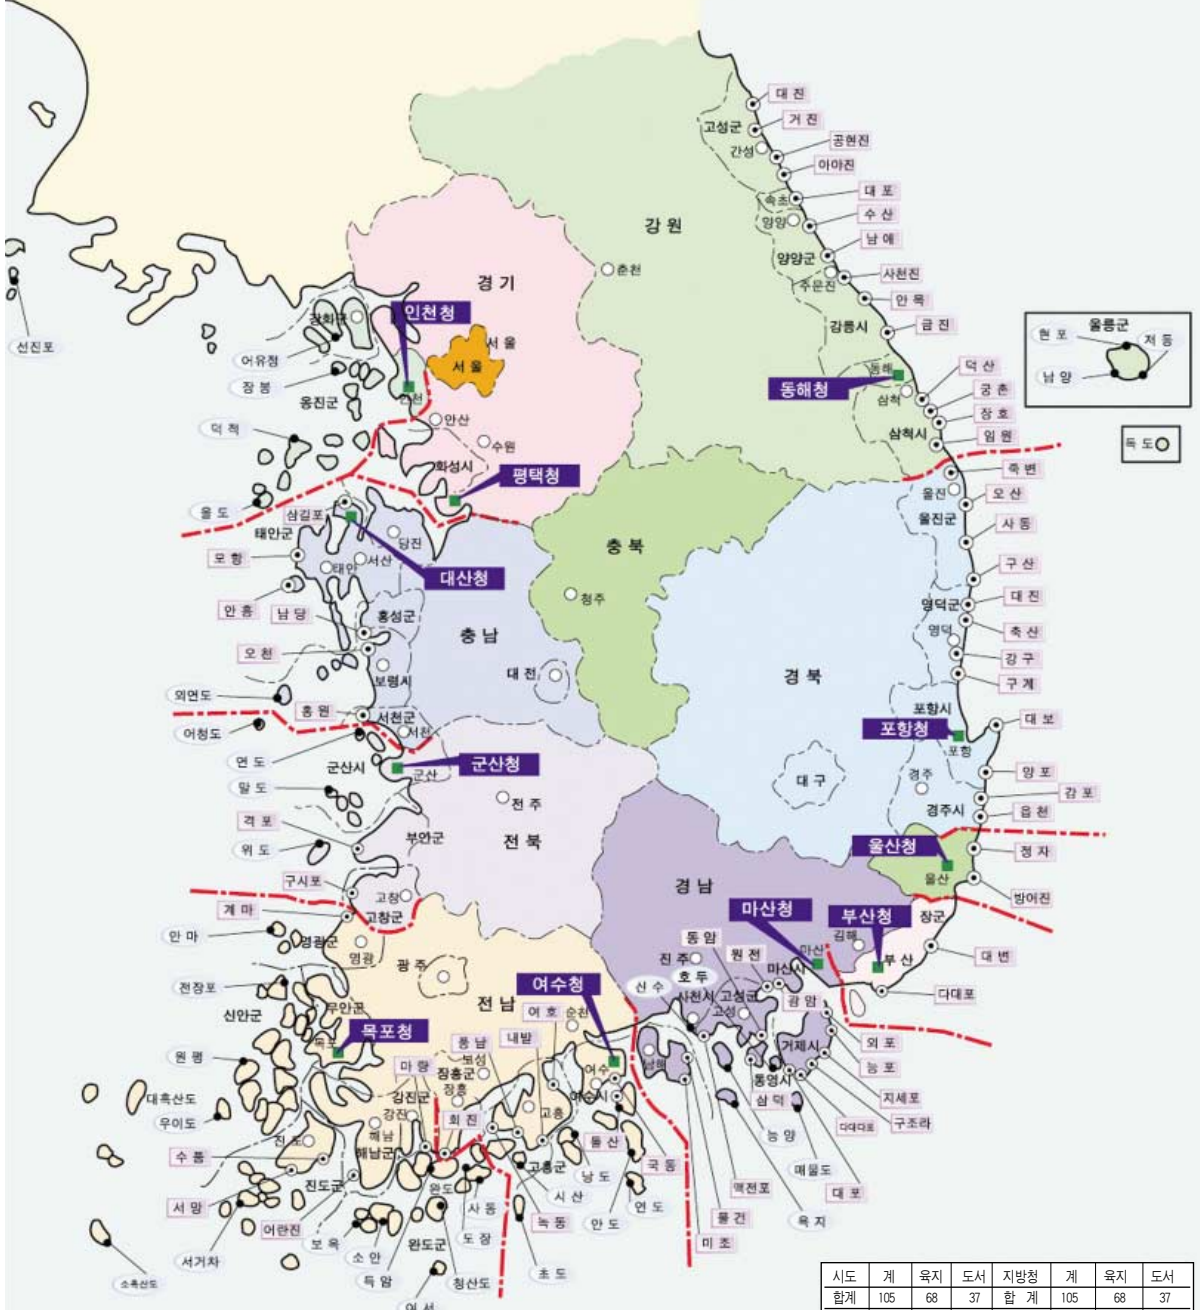 대 진
거 진
고성군
간성
공현진
아야진
속초
대 포
양양
수 산
강 원
남 애
양양군
춘천
사천진
주문진
안 목
경 기
강릉시
금 진
인천청
강화군
선진포
어유정
서 울
서 울
장 봉
옹진군
인천
동해
동해청
삼척
덕 산
궁 촌
장 호
임 원
삼척시
울릉군
현 포
저 동
남 양
독 도
덕 적
안산
수원
화성시
평택청
죽 변
울진
오 산
울진군
사 동
울 도
삼길포
태안군
당진
모 항
서산
태안
대산청
충 북
구 산
안 흥
남 당
홍성군
청주
영덕군
대 진
축 산
영덕
오 천
충 남
강 구
구 계
대 전
경 북
보령시
외연도
홍 원
서천군
서천
포항시
포항청
포항
대 보
어청도
연 도
군산시
군산
군산청
대 구
경주
양 포
감 포
말 도
전 주
경주시
읍 천
격 포
부안군
전 북
위 도
울산청
정 자
울산
구시포
고창
경 남
방어진
계 마
고창군
마산청
부산청
장군
안 마
영광군
영광
동 암
원 전
마산
김해
대 변
광 주
진 주
호 두
마산시
부 산
전장포
여수청
신 수
사천시
고성군
고성
광 암
다대포
신안군
무안군
전 남
여 호
순천
목포
목포청
내발
거제시
외 포
원 평
풍 남
보성
남해
능 포
마 량
장흥군
장흥
여수
여수시
통영시
지세포
대흑산도
강진군
강진
삼 덕
구조라
우이도
회 진
고흥
다대다포
진 도
해남
해남군
돌 산
능 양
수 품
고흥군
국 동
매물도
진도군
완도
낭 도
시 산
맥전포
대 포
서 망
사 동
연 도
어란진
녹 동
안 도
물 건
욕 지
보 옥
도 장
서거차
소 안
완도군
미 조
소흑산도
득 암
청산도
초 도
여 서
시도 계 육지 도서 지방청 계 육지 도서
합계 105 68 37 합 계 105 68 37